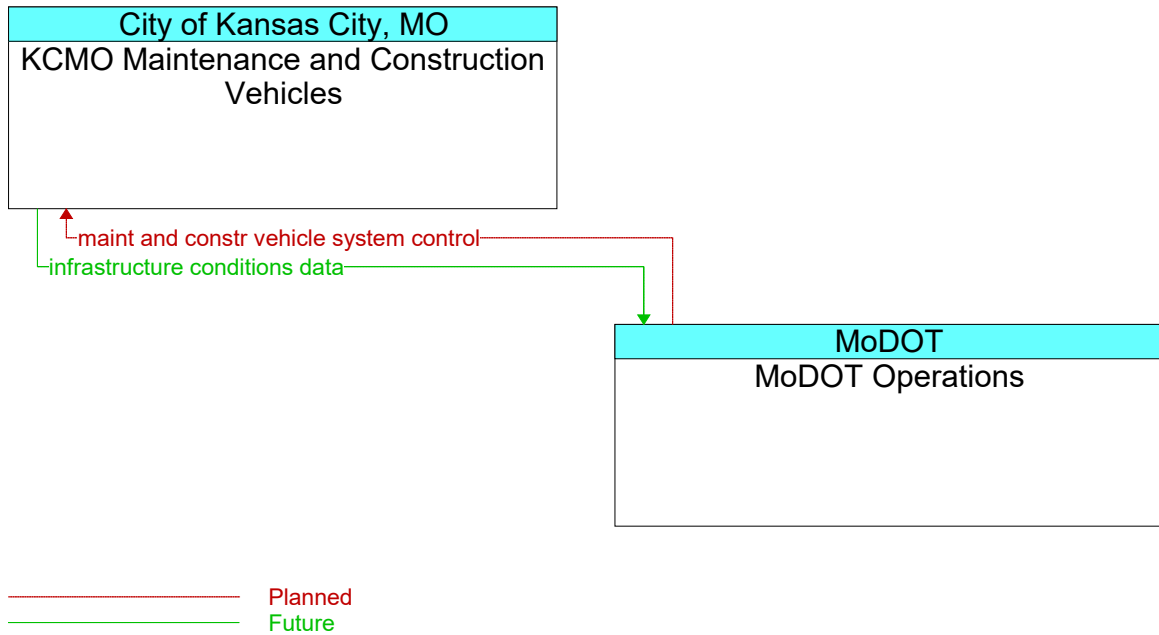 City of Kansas City, MO
KCMO Maintenance and Construction
Vehicles
maint and constr vehicle system control
infrastructure conditions data
MoDOT
MoDOT Operations
Planned
Future